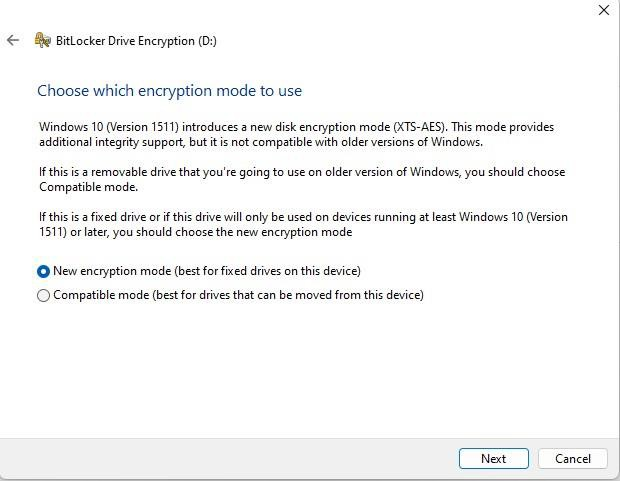 BitLocker Drive Encryption (D:)
Choose which encryption mode to use
Windows 10 (Version 1511) introduces a new disk encryption mode (XTS-AES). This mode provides
additional integrity support, but it is not compatible with older versions of Windows.
If this is a removable drive that you're going to use on older version of Windows, you should choose
Compatible mode.
If this is a fixed drive or if this drive will only be used on devices running at least Windows 10 (Version
1511) or later, you should choose the new encryption mode
New encryption mode (best for fixed drives on this device)
Compatible mode (best for drives that can be moved from this device)
Next Cancel